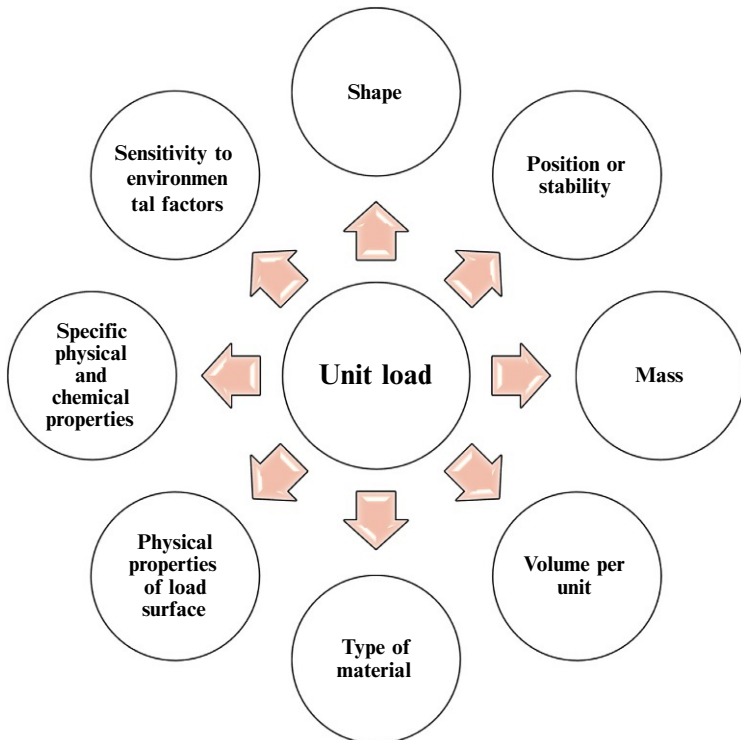 Shape
Position or
stability
Mass
Volume per
unit
Type of
material
Physical
properties
of load
surface
Specific
physical
and
chemical
properties
Sensitivity to
environmen
tal factors
Unit load